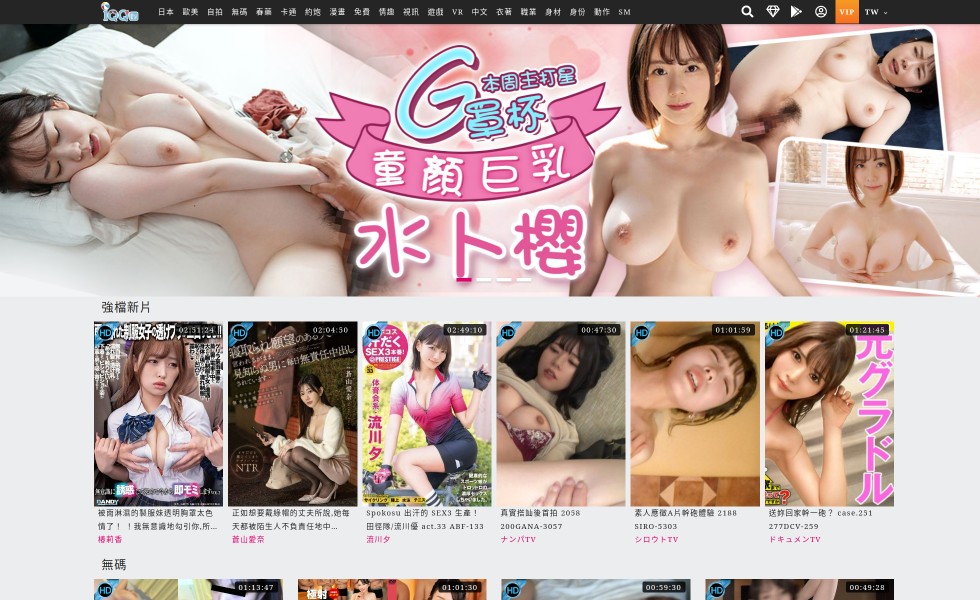 日本 歐美 自拍 無碼 春藥 卡通 約炮 漫畫 免費 情趣 視訊 遊戲 VR 中文 衣著 職業 身材 身份 動作 SM
VIP TW
本周主打星
G罩杯
童顏巨乳
水卜櫻
強檔新片
HD 02:51:24
HD 02:04:50
HD 02:49:10
HD 00:47:30
HD 01:01:59
HD 01:21:45
蒼山愛奈
NTR
SEX3本番!
体育会系
流川夕
元グラドル
誘惑
即モミ
被雨淋濕的製服妹透明胸罩太色
情了！！我無意識地勾引你,所...
椿莉香
正如想要戴綠帽的丈夫所說,她每
天都被陌生人不負責任地中...
蒼山愛奈
Spokosu 出汗的 SEX3 生產！
田徑隊/流川優 act.33 ABF-133
流川夕
真實搭訕後首拍 2058
200GANA-3057
ナンパTV
素人應徵A片幹砲體驗 2188
SIRO-5303
シロウトTV
送妳回家幹一砲？ case.251
277DCV-259
ドキュメンTV
無碼
HD 01:13:47
HD 01:01:30
HD 00:59:30
HD 00:49:28